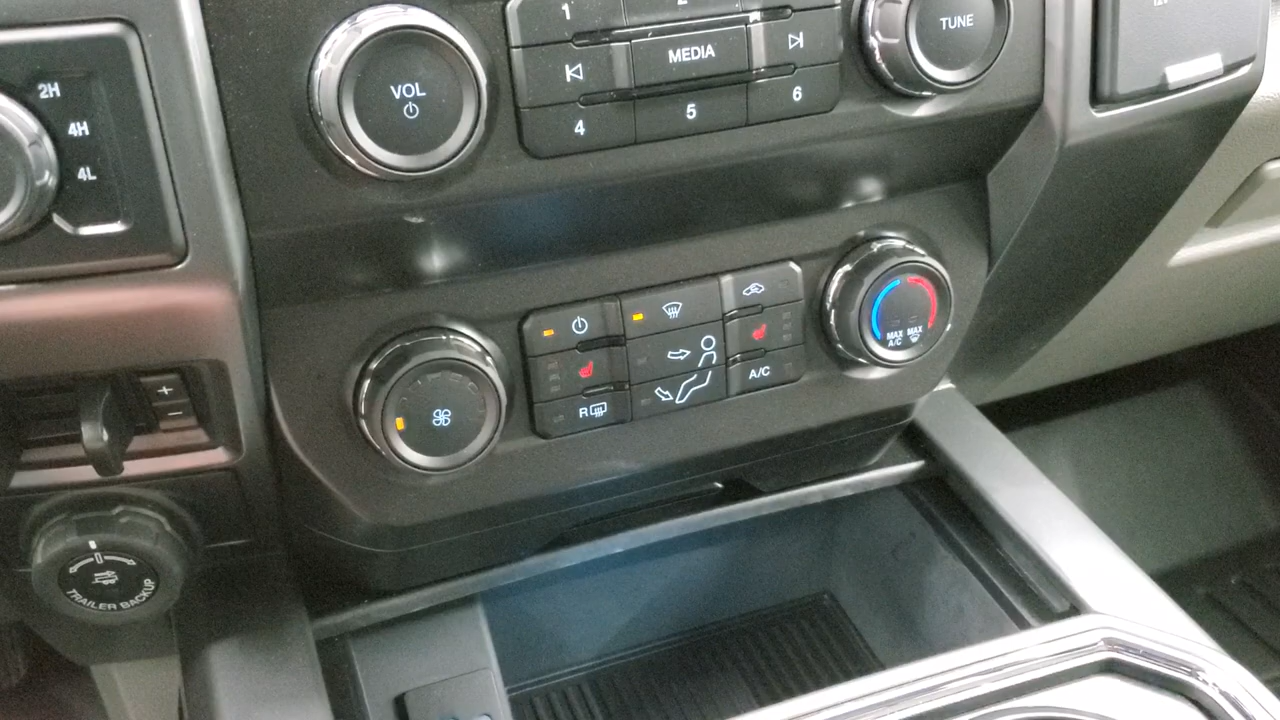 2H
4H
4L
VOL
1
MEDIA
4
5
6
TUNE
+
−
R
A/C
MAX
A/C
MAX
TRAILER BACKUP